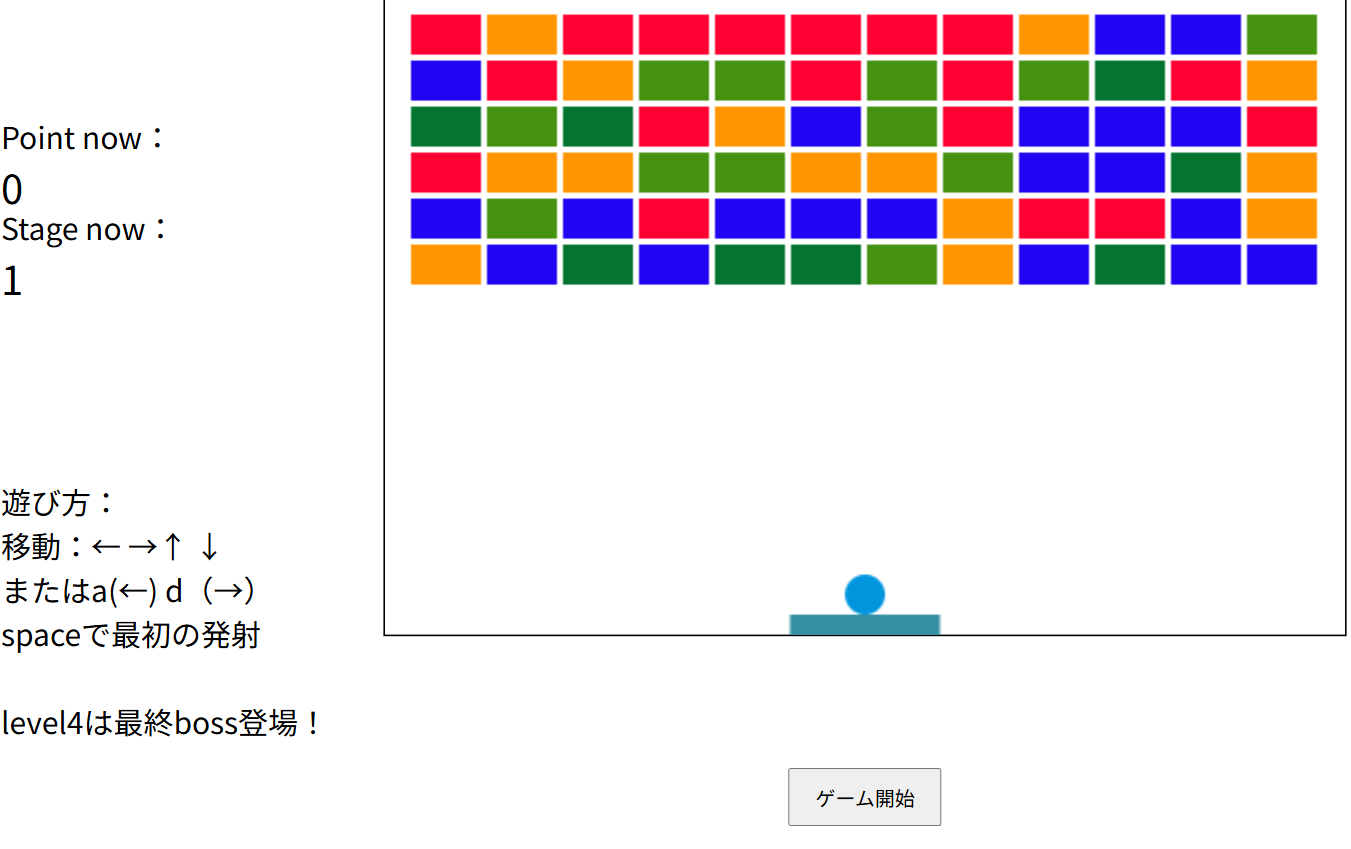 Point now：
0
Stage now：
1
遊び方：
移動：← →↑ ↓
またはa(←) d（→）
spaceで最初の発射
level4は最終boss登場！
ゲーム開始